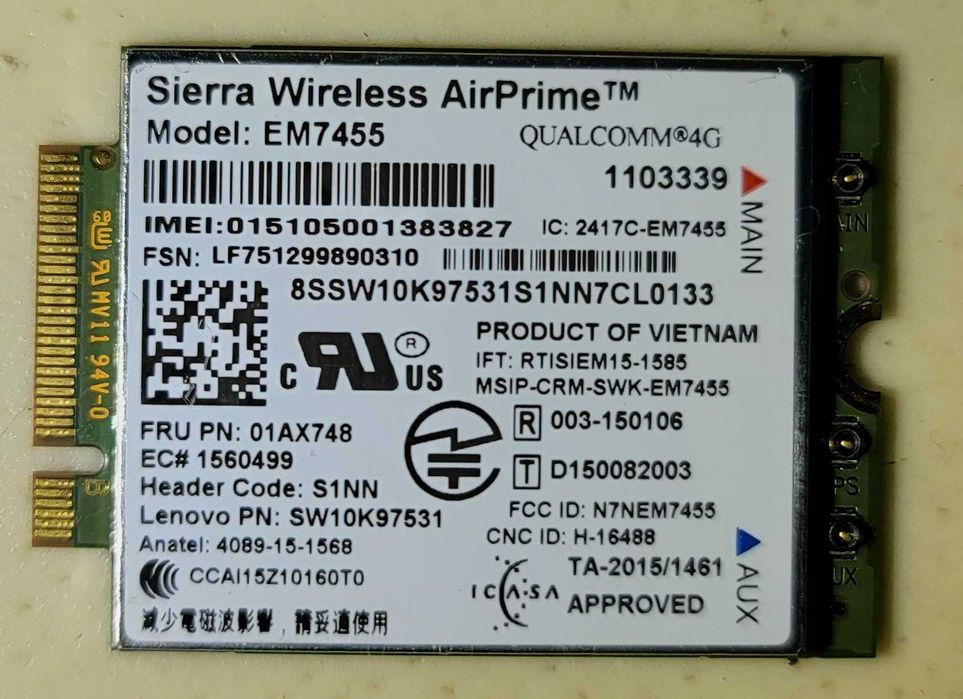 Sierra Wireless AirPrime™
Model: EM7455
QUALCOMM®4G
1103339
MAIN
IMEI:015105001383827
IC: 2417C-EM7455
FSN: LF751299890310
8SSW10K97531S1NN7CL0133
PRODUCT OF VIETNAM
IFT: RTISIEM15-1585
MSIP-CRM-SWK-EM7455
c RU® US
R 003-150106
T D150082003
FRU PN: 01AX748
EC# 1560499
Header Code: S1NN
Lenovo PN: SW10K97531
Anatel: 4089-15-1568
FCC ID: N7NEM7455
CNC ID: H-16488
CCAI15Z10160T0
ICASA
TA-2015/1461
APPROVED
AUX
減少電磁波影響，請妥適使用
MV11 94V-0
B